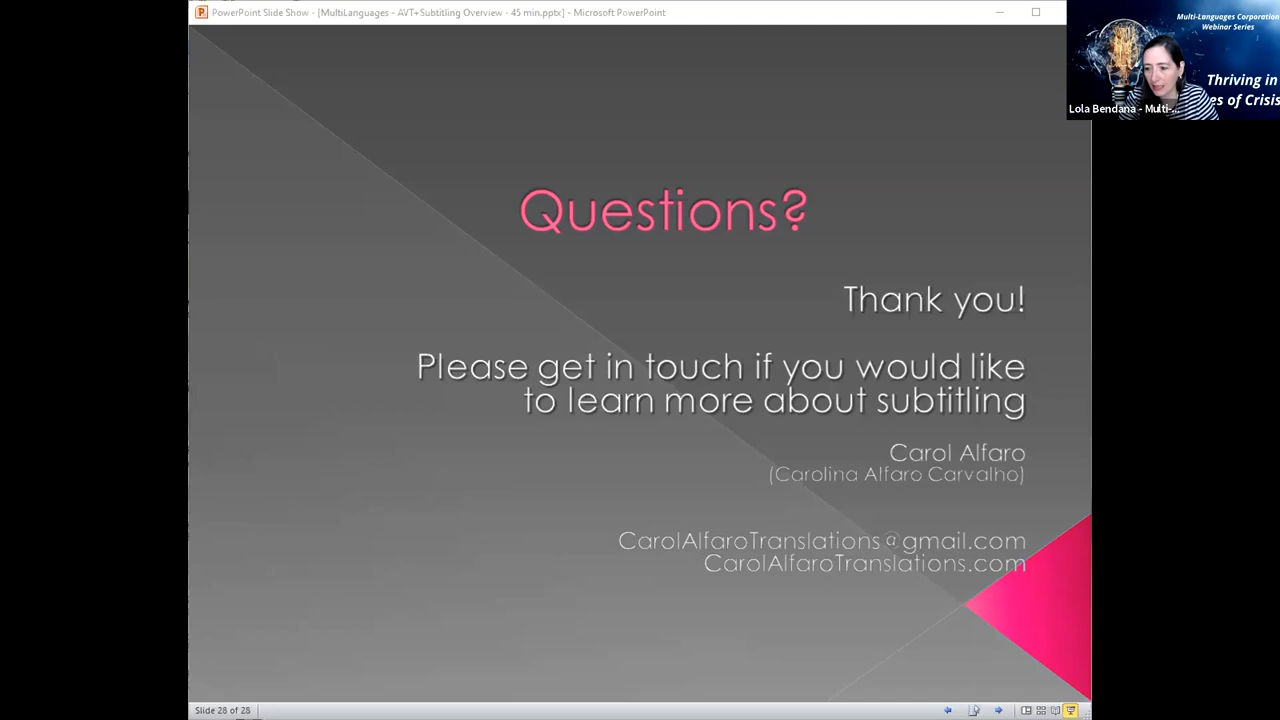 PowerPoint Slide Show - [MultiLanguages - AVT+Subtitling Overview - 45 min.pptx] - Microsoft PowerPoint
Multi-Languages Corporation
Webinar Series
Thriving in
es of Crisis
Lola Bendana - Multi-...
Questions?
Thank you!
Please get in touch if you would like
to learn more about subtitling
Carol Alfaro
(Carolina Alfaro Carvalho)
CarolAlfaroTranslations@gmail.com
CarolAlfaroTranslations.com
Slide 28 of 28